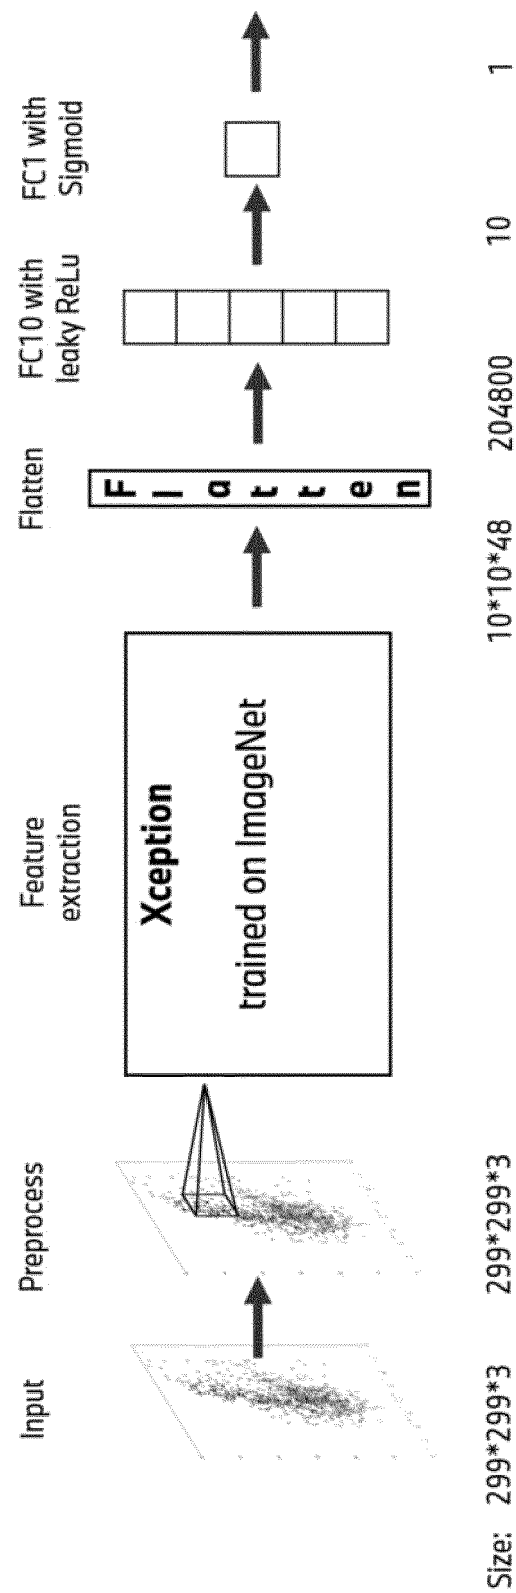 Input
Preprocess
Feature
extraction
Flatten
FC10 with
leaky ReLu
FC1 with
Sigmoid
Xception
trained on ImageNet
Flatten
Size: 299*299*3 299*299*3 10*10*48 204800 10 1